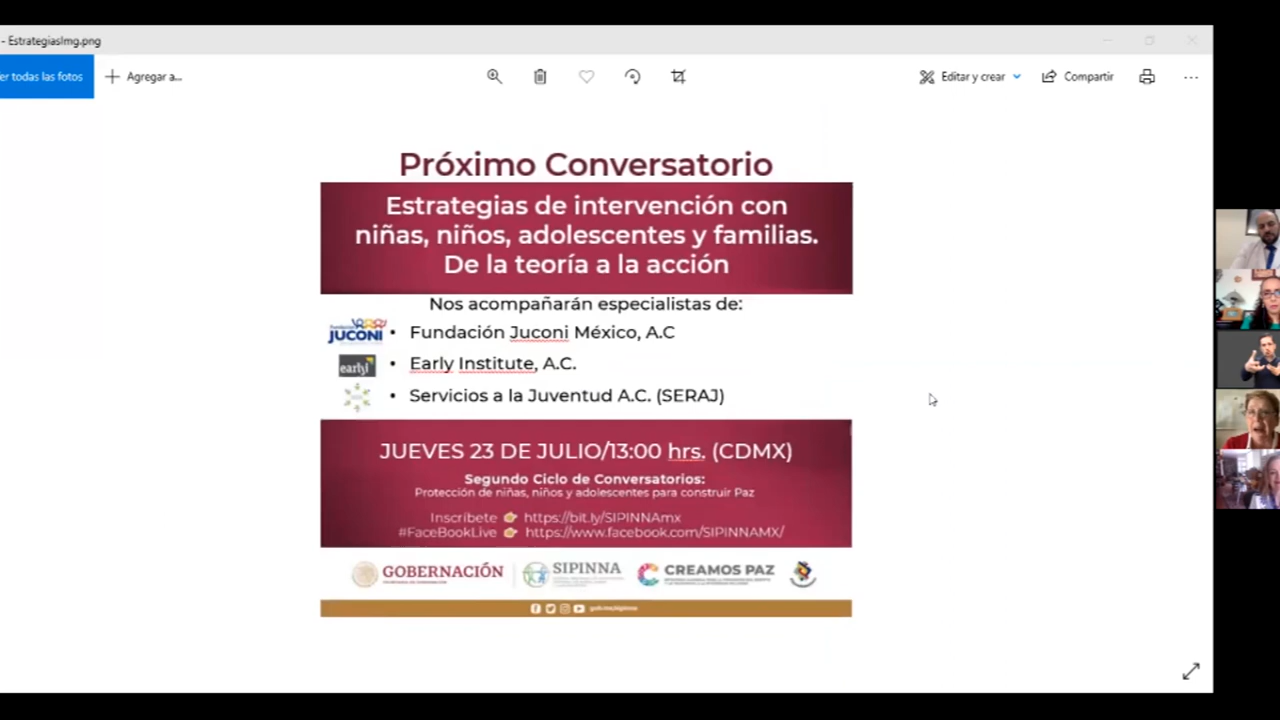 - EstrategiasImg.png
er todas las fotos
Agregar a...
Editar y crear
Compartir
Próximo Conversatorio
Estrategias de intervención con
niñas, niños, adolescentes y familias.
De la teoría a la acción
Nos acompañarán especialistas de:
JUCONI
• Fundación Juconi México, A.C
early
• Early Institute, A.C.
• Servicios a la Juventud A.C. (SERAJ)
JUEVES 23 DE JULIO/13:00 hrs. (CDMX)
Segundo Ciclo de Conversatorios:
Protección de niñas, niños y adolescentes para construir Paz
Inscríbete 👉 https://bit.ly/SIPINNAmx
#FaceBookLive 👉 https://www.facebook.com/SIPINNAMX/
GOBERNACIÓN
SIPINNA
CREAMOS PAZ